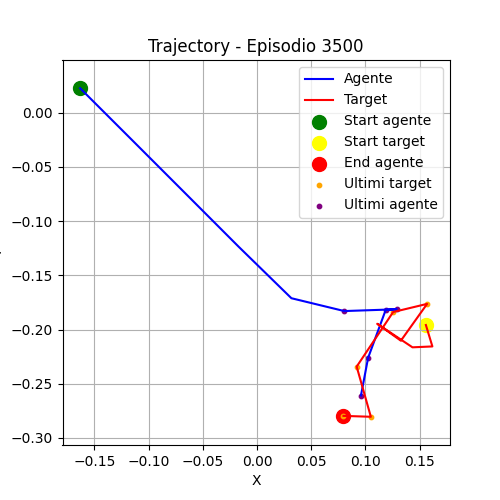 Trajectory - Episodio 3500
Agente
Target
Start agente
Start target
End agente
Ultimi target
Ultimi agente
0.00
−0.05
−0.10
−0.15
−0.20
−0.25
−0.30
−0.15
−0.10
−0.05
0.00
0.05
0.10
0.15
X